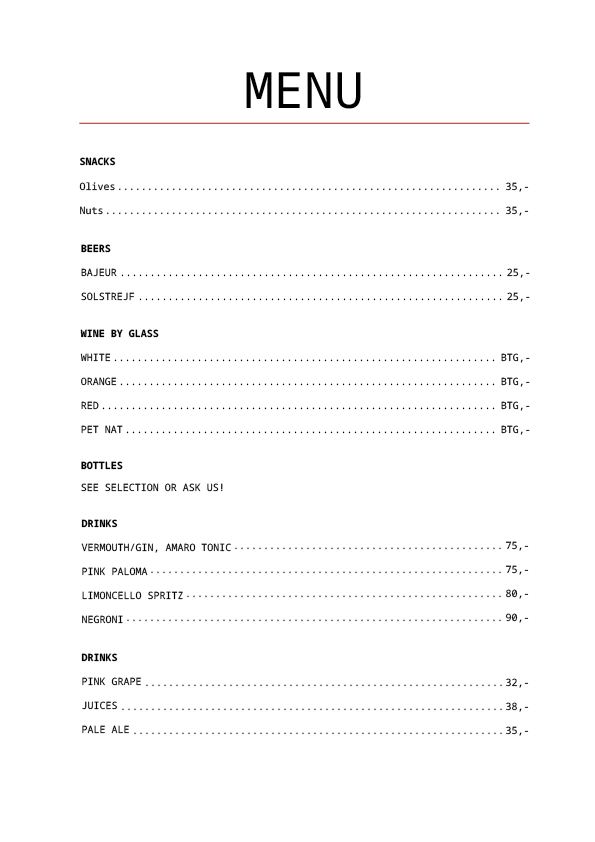 MENU
SNACKS
Olives ........................................................... 35,-
Nuts ............................................................. 35,-
BEERS
BAJEUR ........................................................... 25,-
SOLSTREJF ........................................................ 25,-
WINE BY GLASS
WHITE ............................................................ BTG,-
ORANGE ........................................................... BTG,-
RED .............................................................. BTG,-
PET NAT .......................................................... BTG,-
BOTTLES
SEE SELECTION OR ASK US!
DRINKS
VERMOUTH/GIN, AMARO TONIC ........................................ 75,-
PINK PALOMA ...................................................... 75,-
LIMONCELLO SPRITZ ................................................ 80,-
NEGRONI .......................................................... 90,-
DRINKS
PINK GRAPE ....................................................... 32,-
JUICES ........................................................... 38,-
PALE ALE ......................................................... 35,-